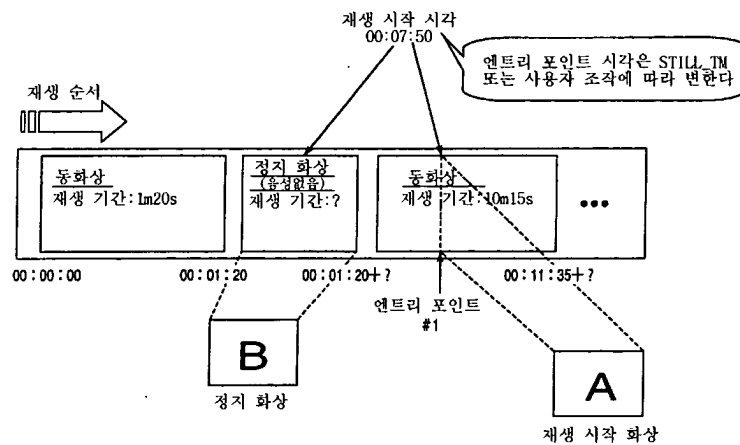 재생 시작 시각
00:07:50
엔트리 포인트 시각은 STILL_TM
또는 사용자 조작에 따라 변한다
재생 순서
동화상
재생 기간:1m20s
정지 화상
(음성없음)
재생 기간:?
동화상
재생 기간:10m15s
•••
00:00:00
00:01:20
00:01:20+?
00:11:35+?
엔트리 포인트
#1
B
정지 화상
A
재생 시작 화상